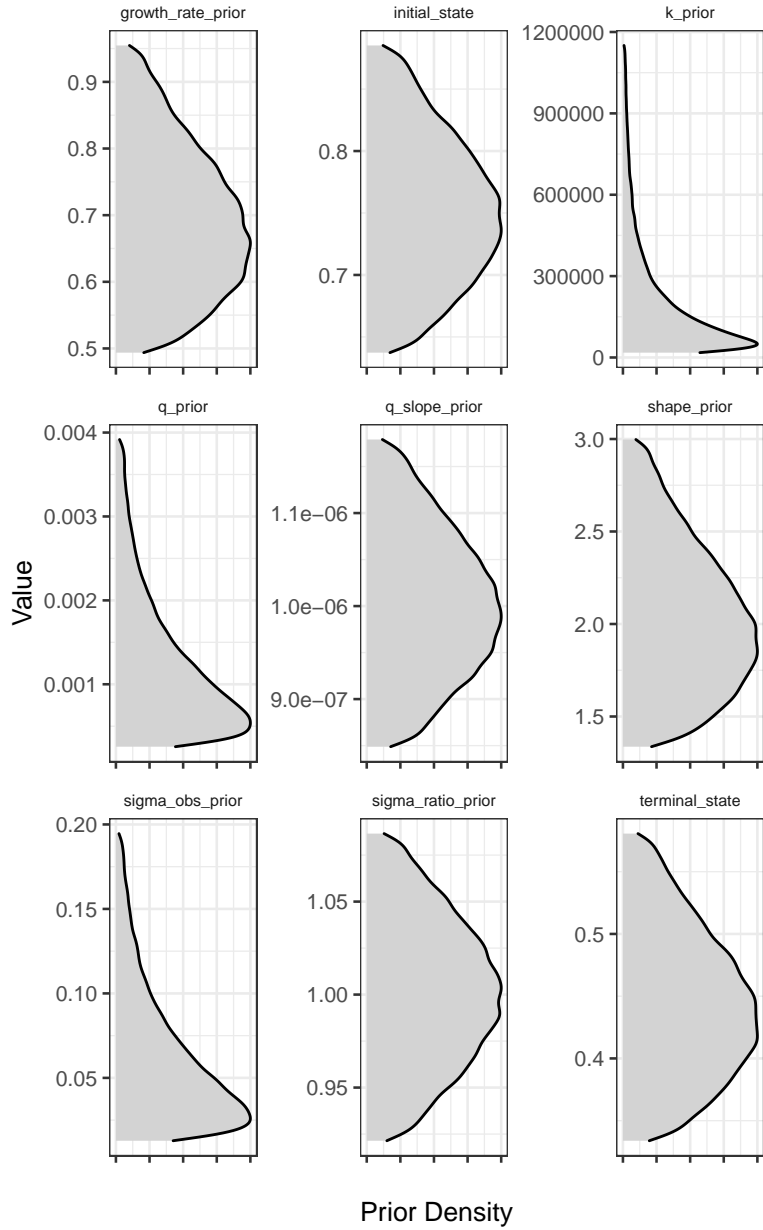 growth_rate_prior
0.9
0.8
0.7
0.6
0.5
initial_state
0.8
0.7
k_prior
1200000
900000
600000
300000
0
q_prior
0.004
0.003
0.002
0.001
q_slope_prior
1.1e−06
1.0e−06
9.0e−07
shape_prior
3.0
2.5
2.0
1.5
sigma_obs_prior
0.20
0.15
0.10
0.05
sigma_ratio_prior
1.05
1.00
0.95
terminal_state
0.5
0.4
Value
Prior Density